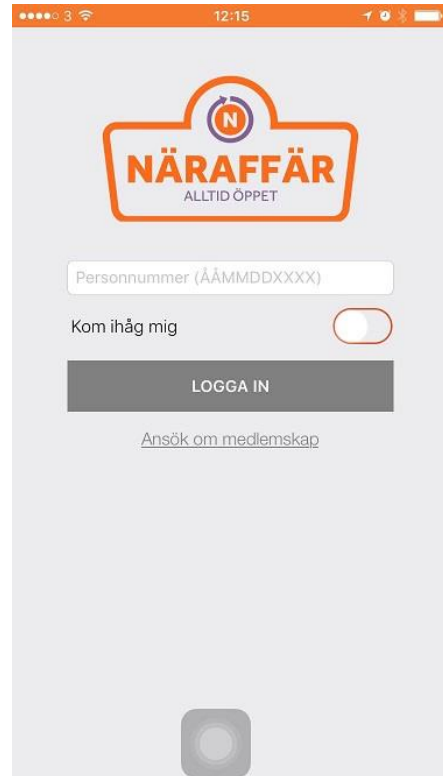 3 12:15
N
NÄRAFFÄR
ALLTID ÖPPET
Personnummer (ÅÅMMDDXXXX)
Kom ihåg mig
LOGGA IN
Ansök om medlemskap